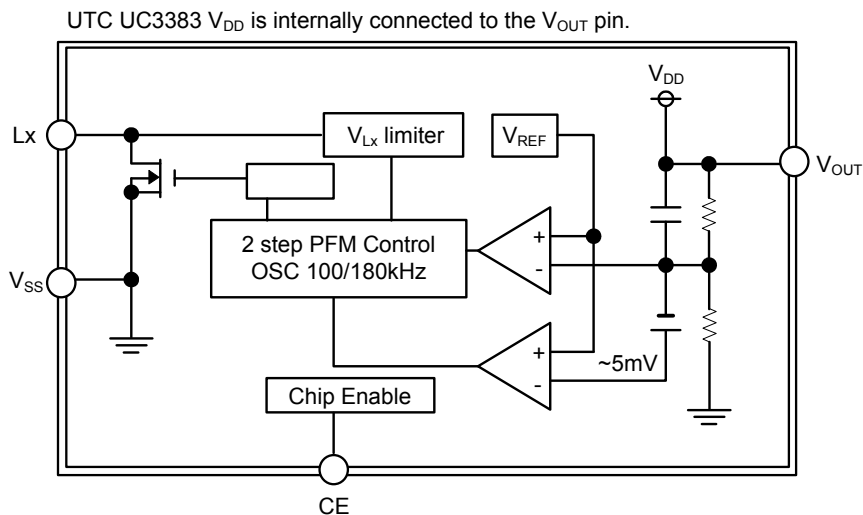 UTC UC3383 VDD is internally connected to the VOUT pin.
VDD
Lx
VLx limiter
VREF
VOUT
+
-
2 step PFM Control
OSC 100/180kHz
VSS
+
-
~5mV
Chip Enable
CE